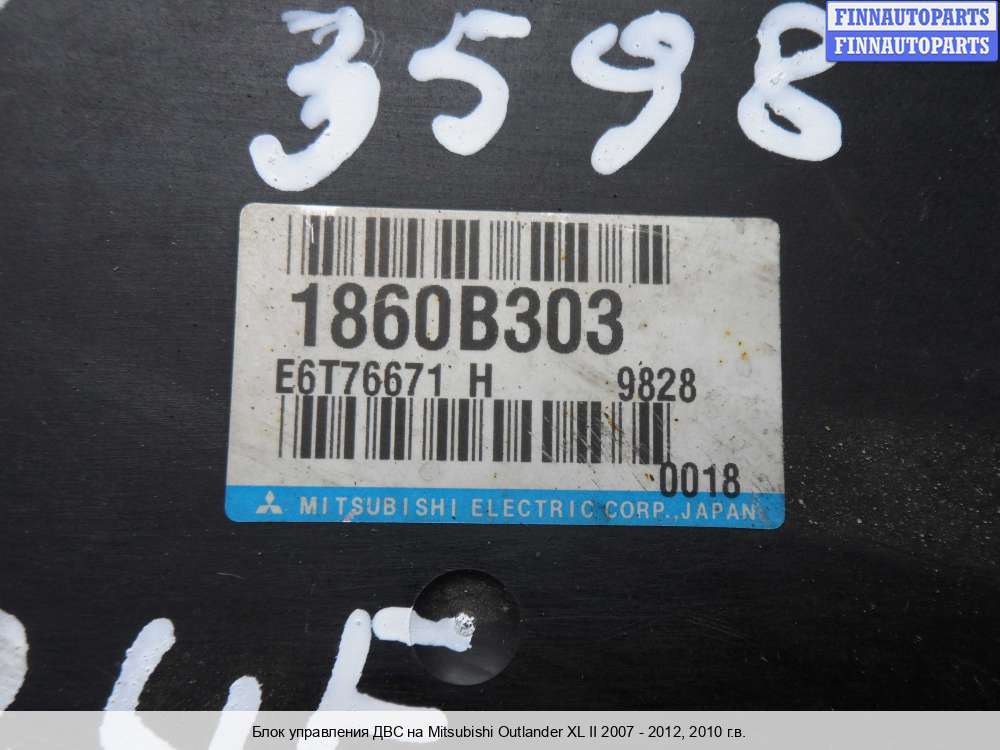 FINNAUTOPARTS
FINNAUTOPARTS
3598
1860B303
E6T76671 H 9828
0018
MITSUBISHI ELECTRIC CORP., JAPAN
Блок управления ДВС на Mitsubishi Outlander XL II 2007 - 2012, 2010 г.в.